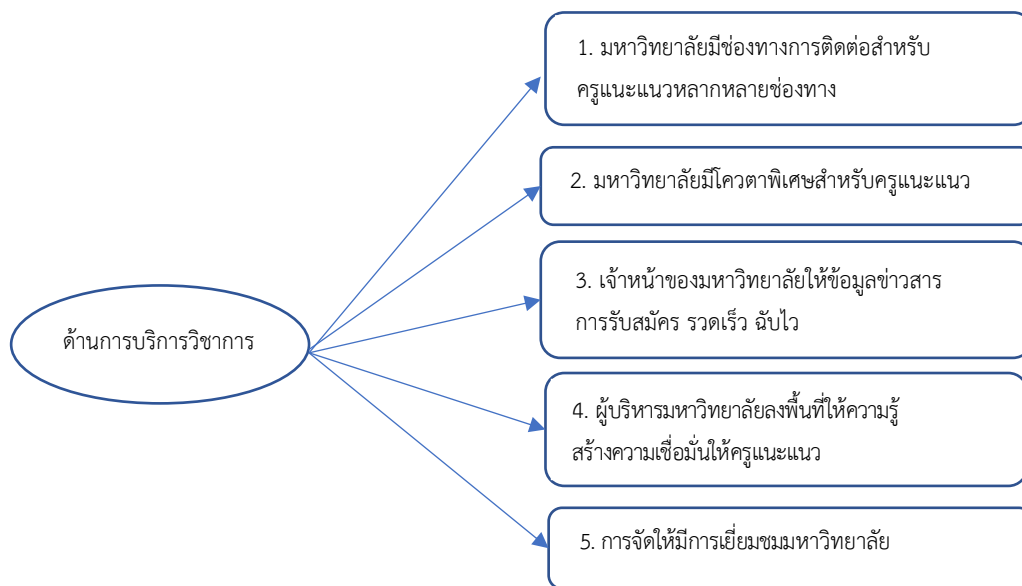 1. มหาวิทยาลัยมีช่องทางการติดต่อสำหรับ
ครูแนะแนวหลากหลายช่องทาง
2. มหาวิทยาลัยมีโควตาพิเศษสำหรับครูแนะแนว
3. เจ้าหน้าของมหาวิทยาลัยให้ข้อมูลข่าวสาร
การรับสมัคร รวดเร็ว ฉับไว
ด้านการบริการวิชาการ
4. ผู้บริหารมหาวิทยาลัยลงพื้นที่ให้ความรู้
สร้างความเชื่อมั่นให้ครูแนะแนว
5. การจัดให้มีการเยี่ยมชมมหาวิทยาลัย